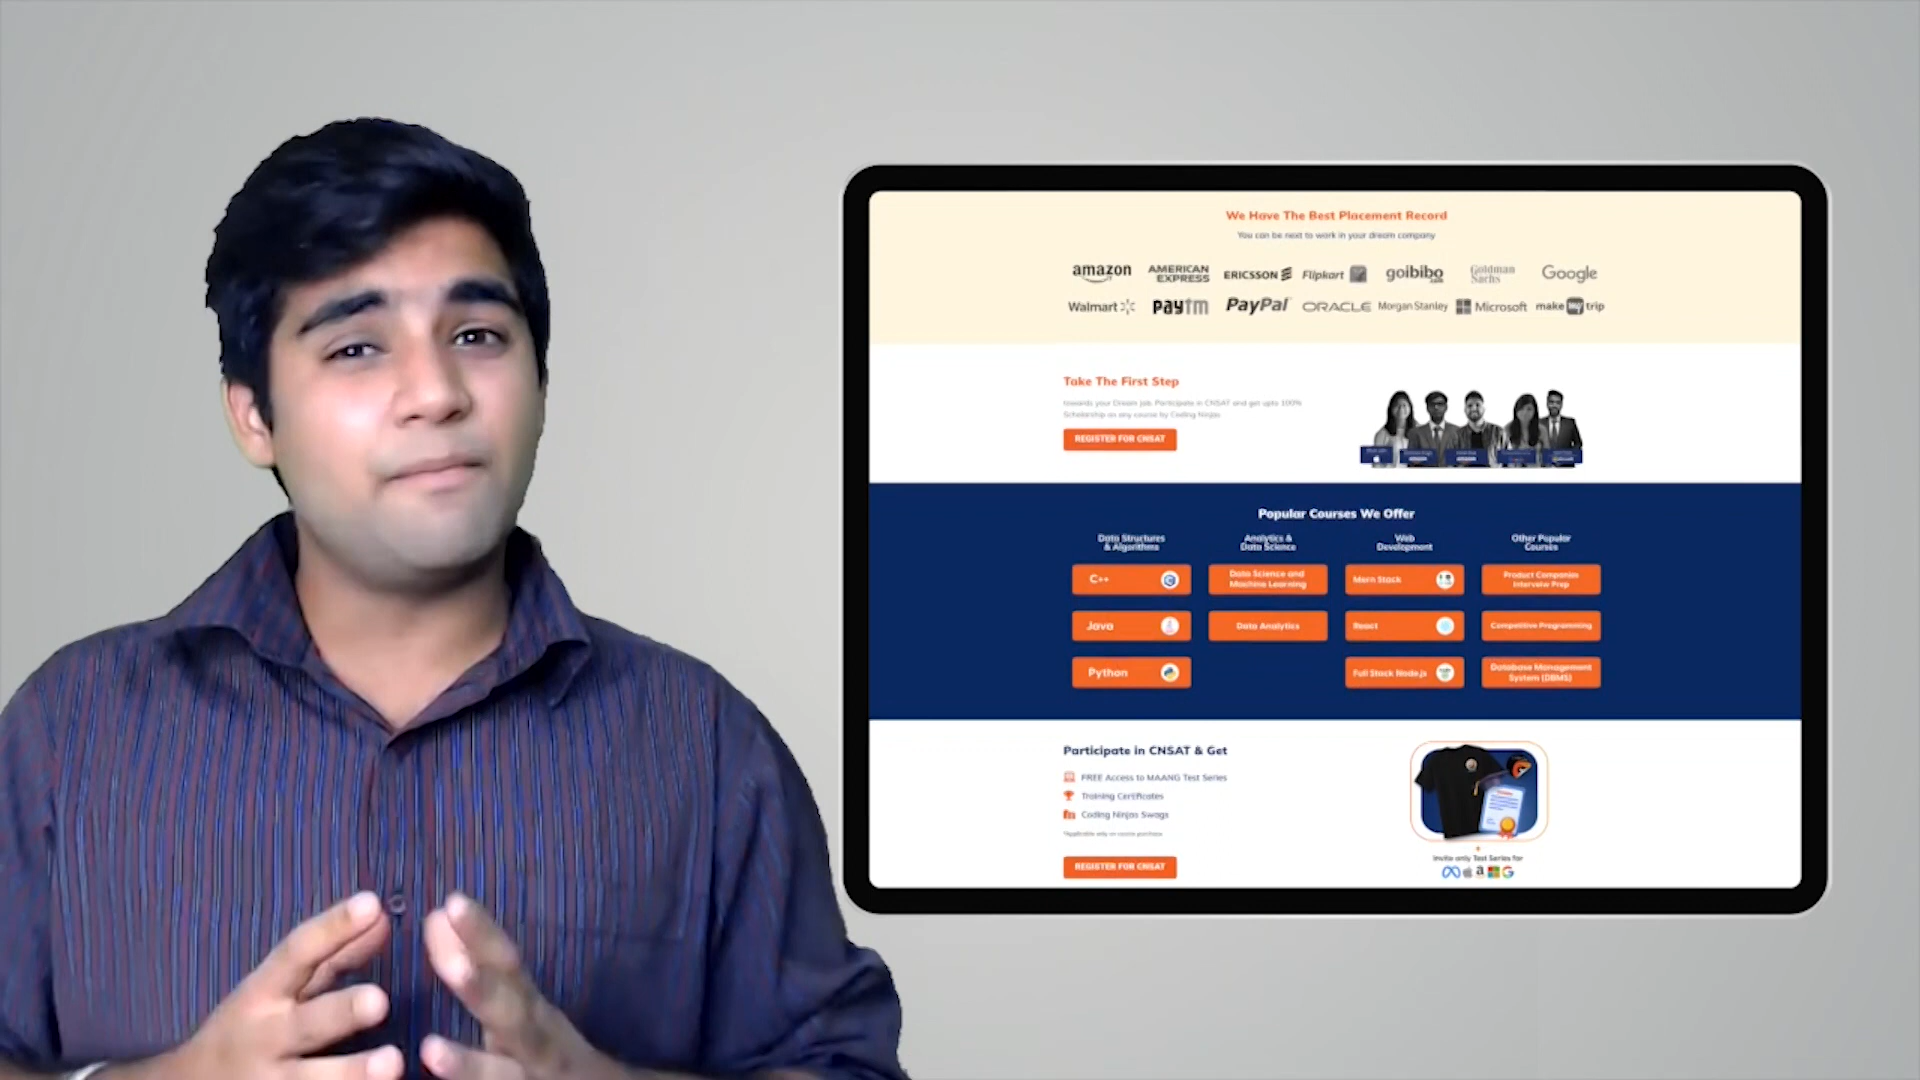 We Have The Best Placement Record
You can be next to work in your dream company
amazon AMERICAN EXPRESS ERICSSON Flipkart goibibo.com Goldman Sachs Google
Walmart paytm PayPal ORACLE Morgan Stanley Microsoft make my trip
Take The First Step
towards your Dream Job. Participate in CNSAT and get upto 100%
Scholarship on any course by Coding Ninjas
REGISTER FOR CNSAT
Popular Courses We Offer
Data Structures
& Algorithms
C++
Java
Python
Analytics &
Data Science
Data Science and
Machine Learning
Data Analytics
Web
Development
Mern Stack
React
Full Stack Node.js
Other Popular
Courses
Product Companies
Interview Prep
Competitive Programming
Database Management
System (DBMS)
Participate in CNSAT & Get
FREE Access to MAANG Test Series
Training Certificates
Coding Ninjas Swags
*Applicable only on course purchase
REGISTER FOR CNSAT
Invite only Test Series for